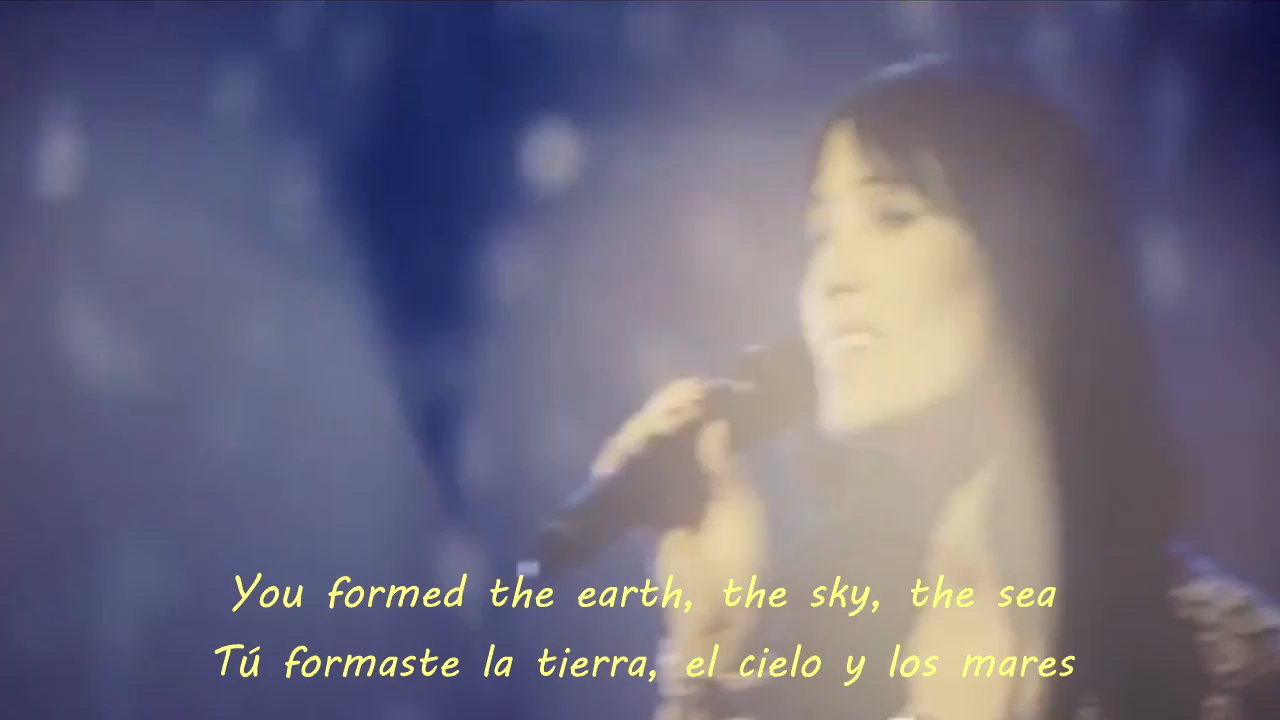 You formed the earth, the sky, the sea
Tú formaste la tierra, el cielo y los mares